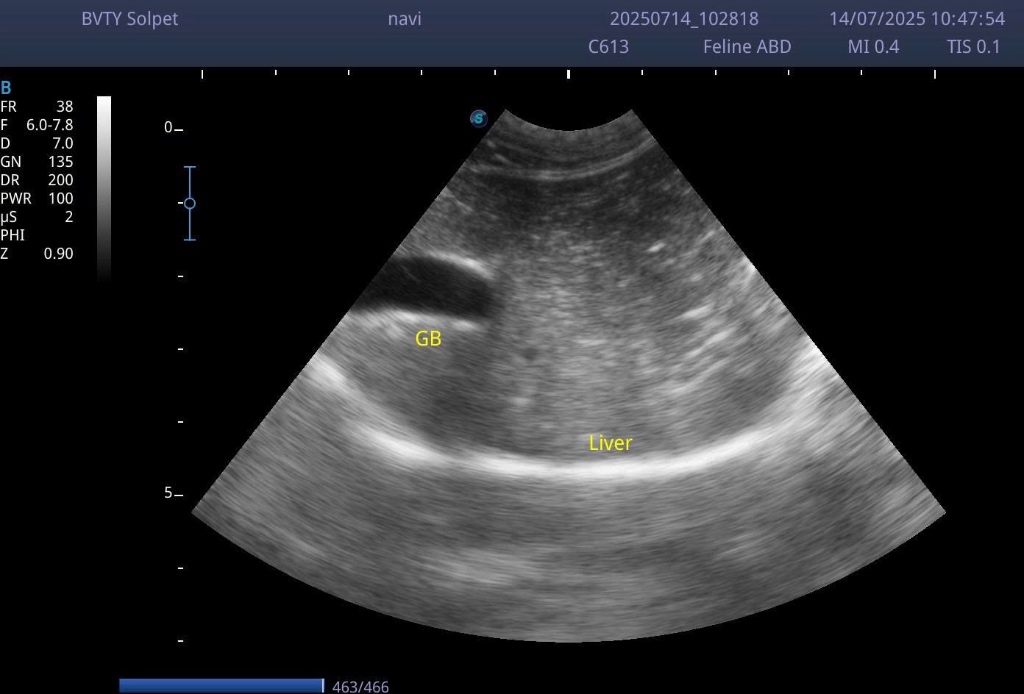 BVTY Solpet navi 20250714_102818 14/07/2025 10:47:54
C613 Feline ABD MI 0.4 TIS 0.1
B
FR 38
F 6.0-7.8
D 7.0
GN 135
DR 200
PWR 100
µS 2
PHI
Z 0.90
0
S
GB
Liver
5
463/466